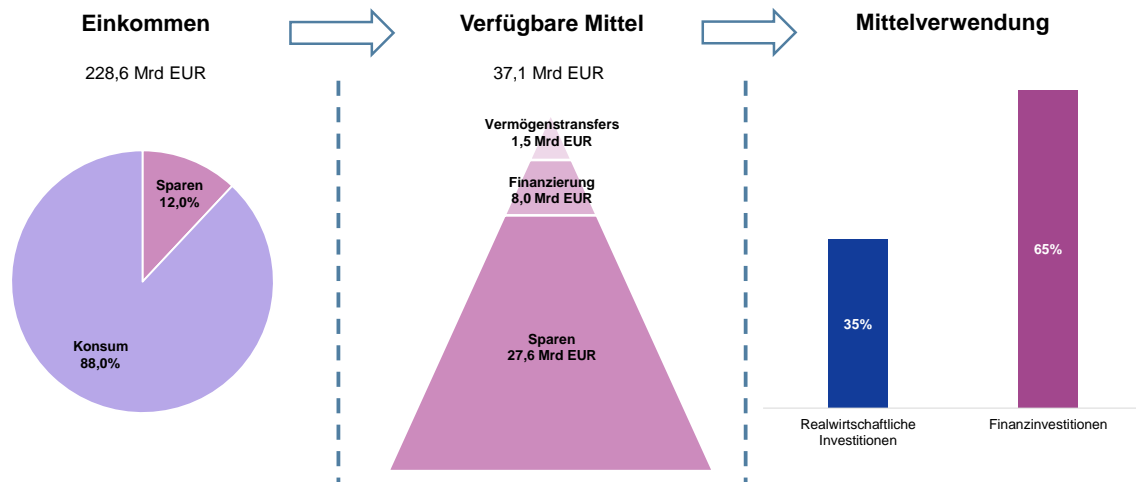 Einkommen
228,6 Mrd EUR
Sparen
12,0%
Konsum
88,0%
Verfügbare Mittel
37,1 Mrd EUR
Vermögenstransfers
1,5 Mrd EUR
Finanzierung
8,0 Mrd EUR
Sparen
27,6 Mrd EUR
Mittelverwendung
35%
65%
Realwirtschaftliche
Investitionen
Finanzinvestitionen